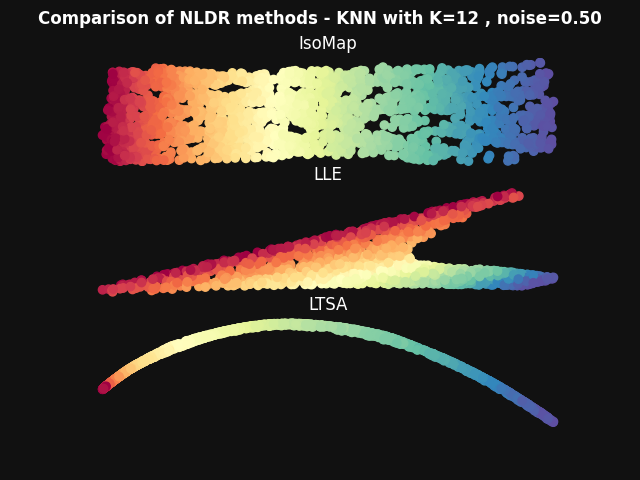 Comparison of NLDR methods - KNN with K=12 , noise=0.50
IsoMap
LLE
LTSA